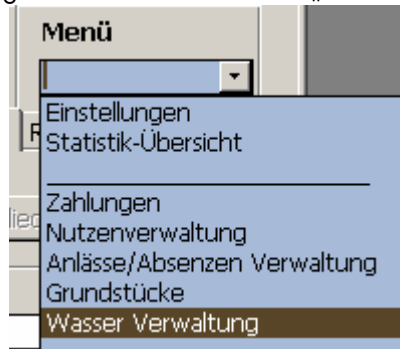 Menü
Einstellungen
Statistik-Übersicht
Zahlungen
Nutzenverwaltung
Anlässe/Absenzen Verwaltung
Grundstücke
Wasser Verwaltung